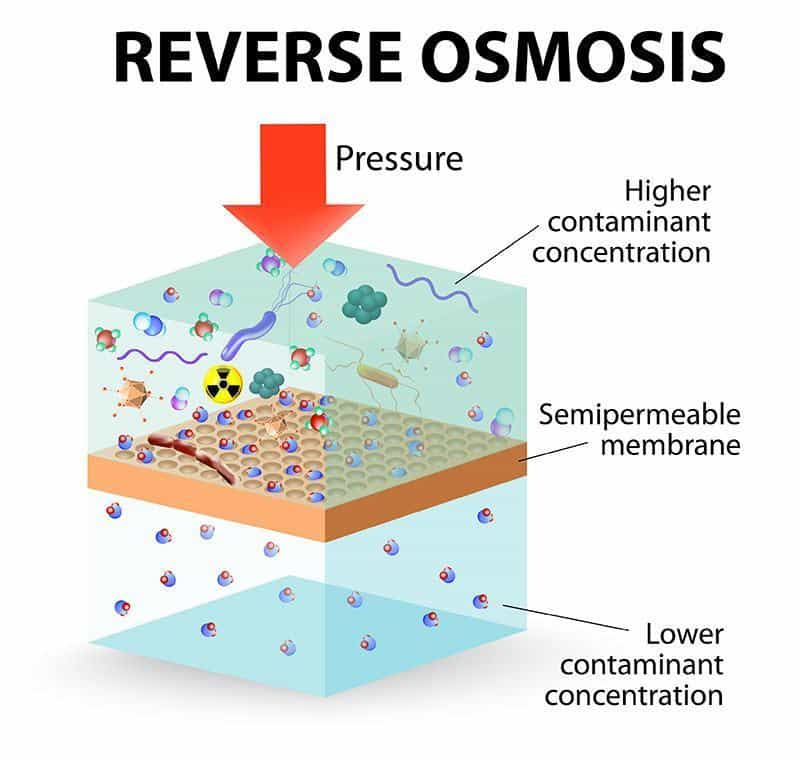 REVERSE OSMOSIS
Pressure
Higher
contaminant
concentration
Semipermeable
membrane
Lower
contaminant
concentration